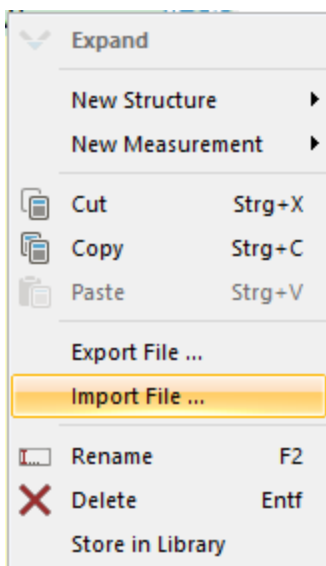 Expand
New Structure
New Measurement
Cut Strg+X
Copy Strg+C
Paste Strg+V
Export File ...
Import File ...
I... Rename F2
Delete Entf
Store in Library